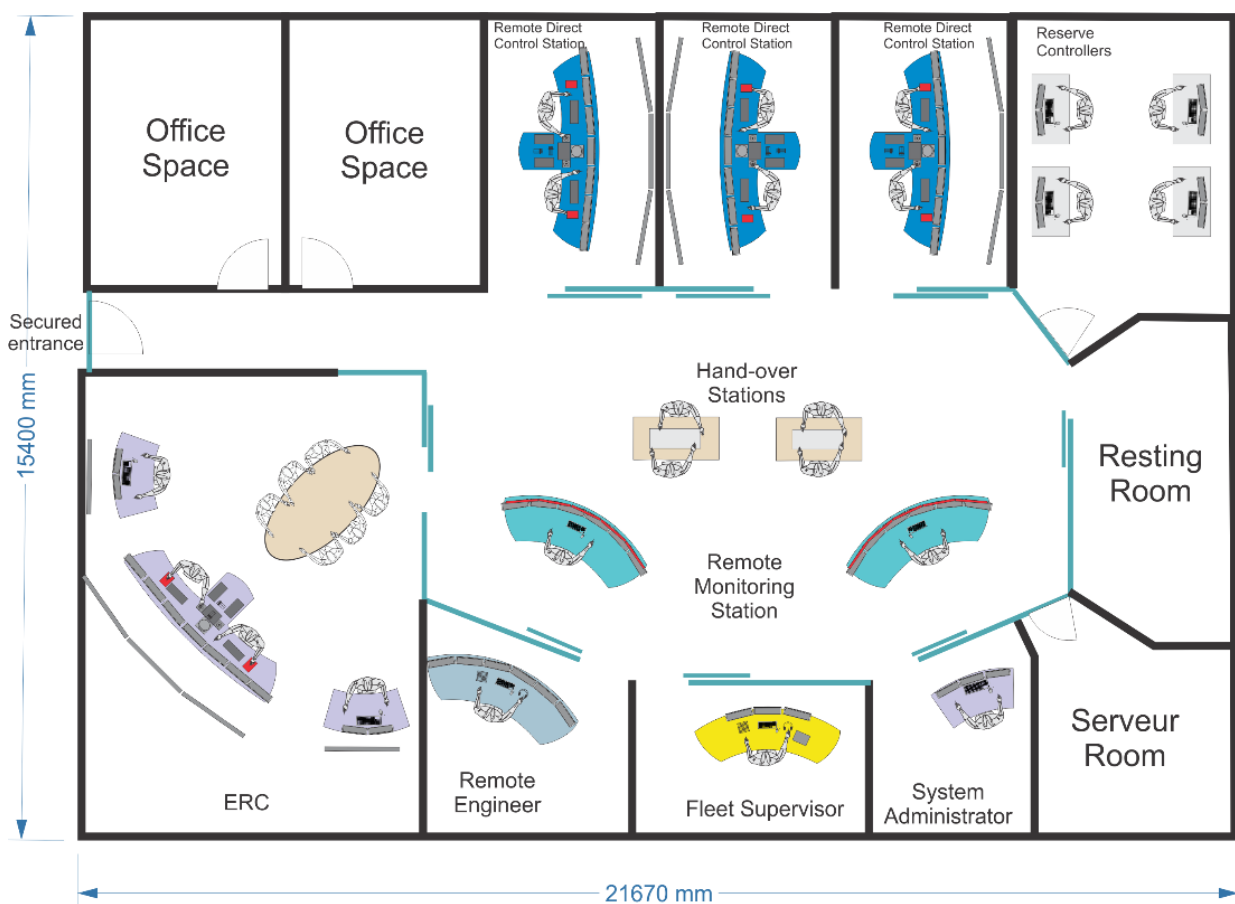 Remote Direct
Control Station
Remote Direct
Control Station
Remote Direct
Control Station
Reserve
Controllers
Office
Space
Office
Space
Secured
entrance
15400 mm
Hand-over
Stations
Resting
Room
Remote
Monitoring
Station
ERC
Remote
Engineer
Fleet Supervisor
System
Administrator
Serveur
Room
21670 mm